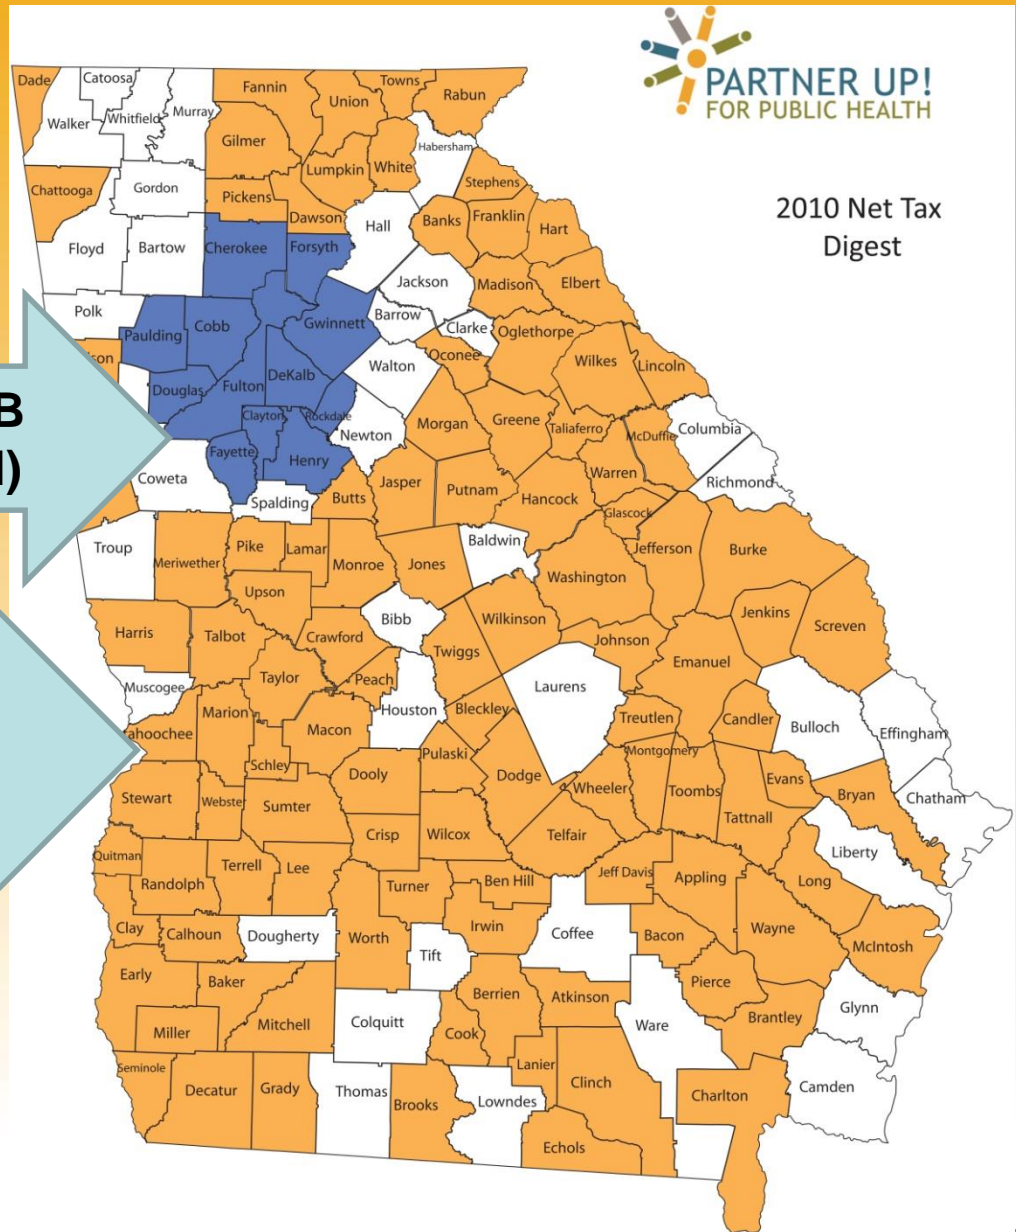 PARTNER UP!
FOR PUBLIC HEALTH
2010 Net Tax
Digest
Dade
Catoosa
Fannin
Towns
Union
Rabun
Walker
Whitfield
Murray
Gilmer
Habersham
Lumpkin
White
Chattooga
Gordon
Pickens
Stephens
Dawson
Banks
Franklin
Hart
Floyd
Bartow
Cherokee
Forsyth
Hall
Jackson
Madison
Elbert
Polk
Paulding
Cobb
Gwinnett
Barrow
Clarke
Oglethorpe
son
Douglas
Fulton
DeKalb
Walton
Oconee
Wilkes
Lincoln
B
Clayton
Rockdale
Newton
Morgan
Greene
Taliaferro
McDuffie
Columbia
Fayette
Henry
)
Coweta
Spalding
Butts
Jasper
Putnam
Hancock
Warren
Richmond
Glascock
Troup
Meriwether
Pike
Lamar
Monroe
Jones
Baldwin
Jefferson
Burke
Upson
Washington
Harris
Talbot
Crawford
Bibb
Wilkinson
Jenkins
Screven
Twiggs
Johnson
Emanuel
Taylor
Peach
Muscogee
Marion
Macon
Houston
Bleckley
Laurens
Treutlen
Candler
Bulloch
Effingham
ahoochee
Schley
Pulaski
Montgomery
Stewart
Webster
Sumter
Dooly
Dodge
Wheeler
Toombs
Evans
Bryan
Chatham
Crisp
Wilcox
Telfair
Tattnall
Liberty
Quitman
Randolph
Terrell
Lee
Turner
Ben Hill
Jeff Davis
Appling
Long
Clay
Calhoun
Dougherty
Worth
Irwin
Coffee
Bacon
Wayne
McIntosh
Tift
Early
Baker
Berrien
Atkinson
Pierce
Glynn
Miller
Mitchell
Colquitt
Cook
Ware
Brantley
Seminole
Decatur
Grady
Thomas
Brooks
Lanier
Clinch
Charlton
Camden
Lowndes
Echols